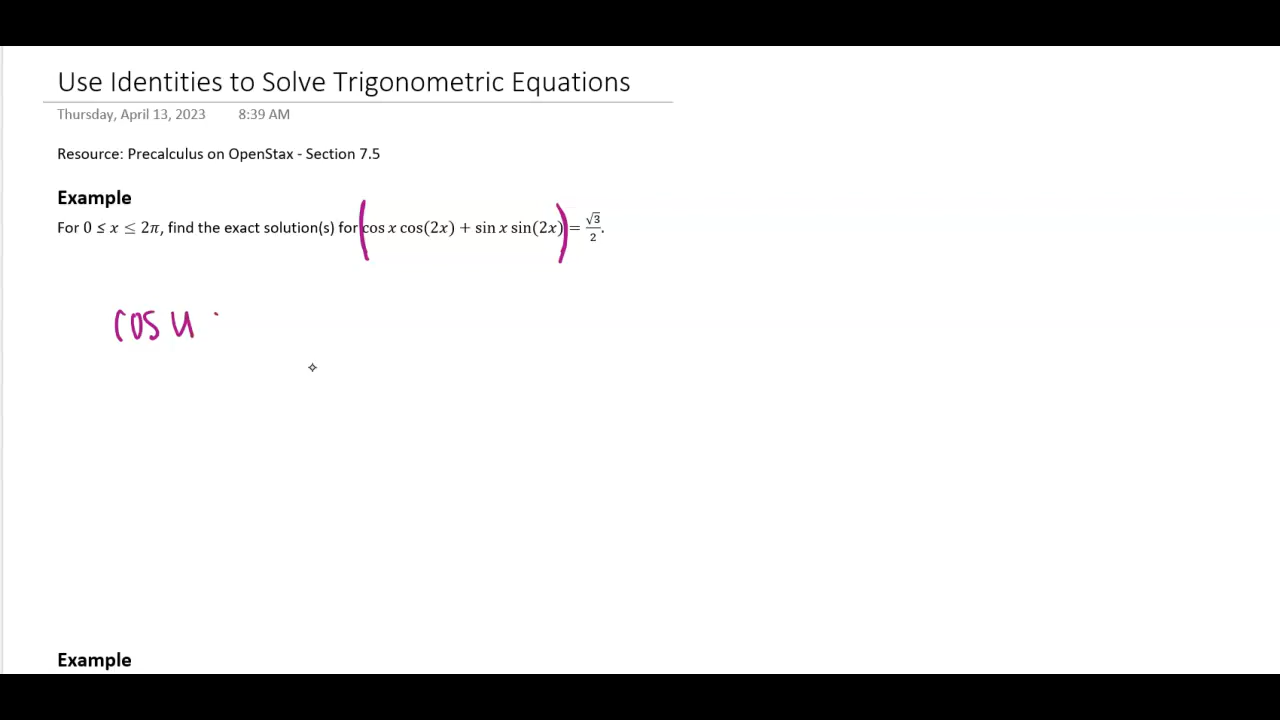 Use Identities to Solve Trigonometric Equations
Thursday, April 13, 2023 8:39 AM
Resource: Precalculus on OpenStax - Section 7.5
Example
For 0 ≤ x ≤ 2π, find the exact solution(s) for (cos x cos(2x) + sin x sin(2x)) = √3/2.
cos u ·
Example